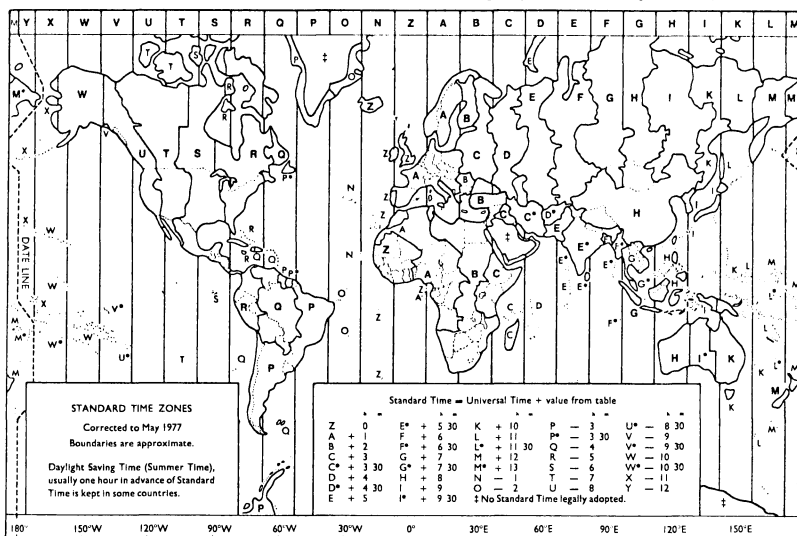 M Y X W V U T S R Q P O N Z A B C D E F G H I K L M
T S R P ‡ E
M* W T R O N A B E F G H I K L M M
X R Z
V U T S R Q Z A C D K L
X P* N B H I
DATE LINE
X W R Q Z A B C C* D* E E* H
W S Q P P* N Z A B C ‡ E* G H K L
V* R Q P O Z C D F* G
W* W U* T Q P Z C H I* K
STANDARD TIME ZONES
Corrected to May 1977
Boundaries are approximate.
Daylight Saving Time (Summer Time),
usually one hour in advance of Standard
Time is kept in some countries.
Standard Time = Universal Time + value from table
h m h m h m h m h m
Z 0 E* + 5 30 K + 10 P − 3 U* − 8 30
A + 1 F + 6 L + 11 P* − 3 30 V − 9
B + 2 F* + 6 30 L* + 11 30 Q − 4 V* − 9 30
C + 3 G + 7 M + 12 R − 5 W − 10
C* + 3 30 G* + 7 30 M* + 13 S − 6 W* − 10 30
D + 4 H + 8 N − 1 T − 7 X − 11
D* + 4 30 I + 9 O − 2 U − 8 Y − 12
E + 5 I* + 9 30 ‡ No Standard Time legally adopted.
180° 150°W 120°W 90°W 60°W 30°W 0° 30°E 60°E 90°E 120°E 150°E